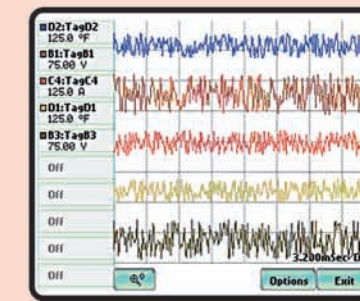 D2:TagD2
125.0 °F
B1:TagB1
75.00 V
C4:TagC4
125.0 A
D1:TagD1
125.0 °F
B3:TagB3
75.00 V
Off
Off
Off
Off
Off
3.200mSec/D
Options
Exit